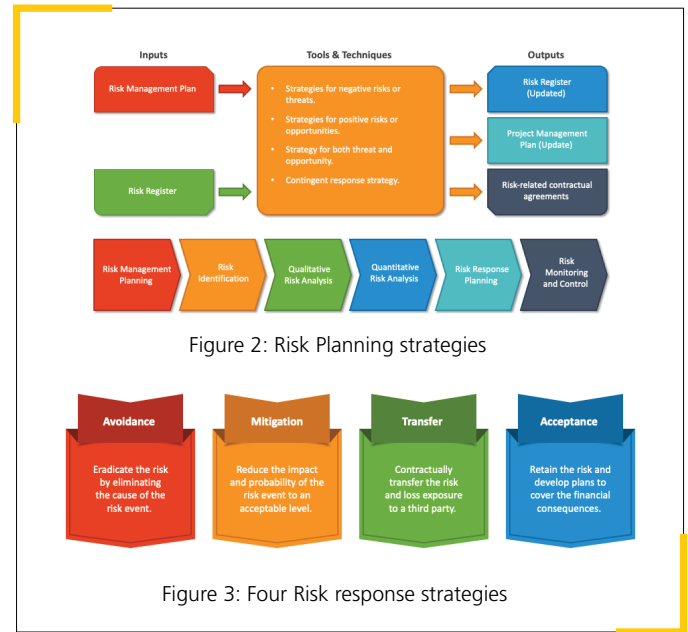 Inputs
Tools & Techniques
Outputs
Risk Management Plan
Risk Register
• Strategies for negative risks or
threats.
• Strategies for positive risks or
opportunities.
• Strategy for both threat and
opportunity.
• Contingent response strategy.
Risk Register
(Updated)
Project Management
Plan (Update)
Risk-related contractual
agreements
Risk Management
Planning
Risk
Identification
Qualitative
Risk Analysis
Quantitative
Risk Analysis
Risk Response
Planning
Risk
Monitoring
and Control
Figure 2: Risk Planning strategies
Avoidance
Eradicate the risk
by eliminating
the cause of the
risk event.
Mitigation
Reduce the impact
and probability of the
risk event to an
acceptable level.
Transfer
Contractually
transfer the risk
and loss exposure
to a third party.
Acceptance
Retain the risk and
develop plans to
cover the financial
consequences.
Figure 3: Four Risk response strategies